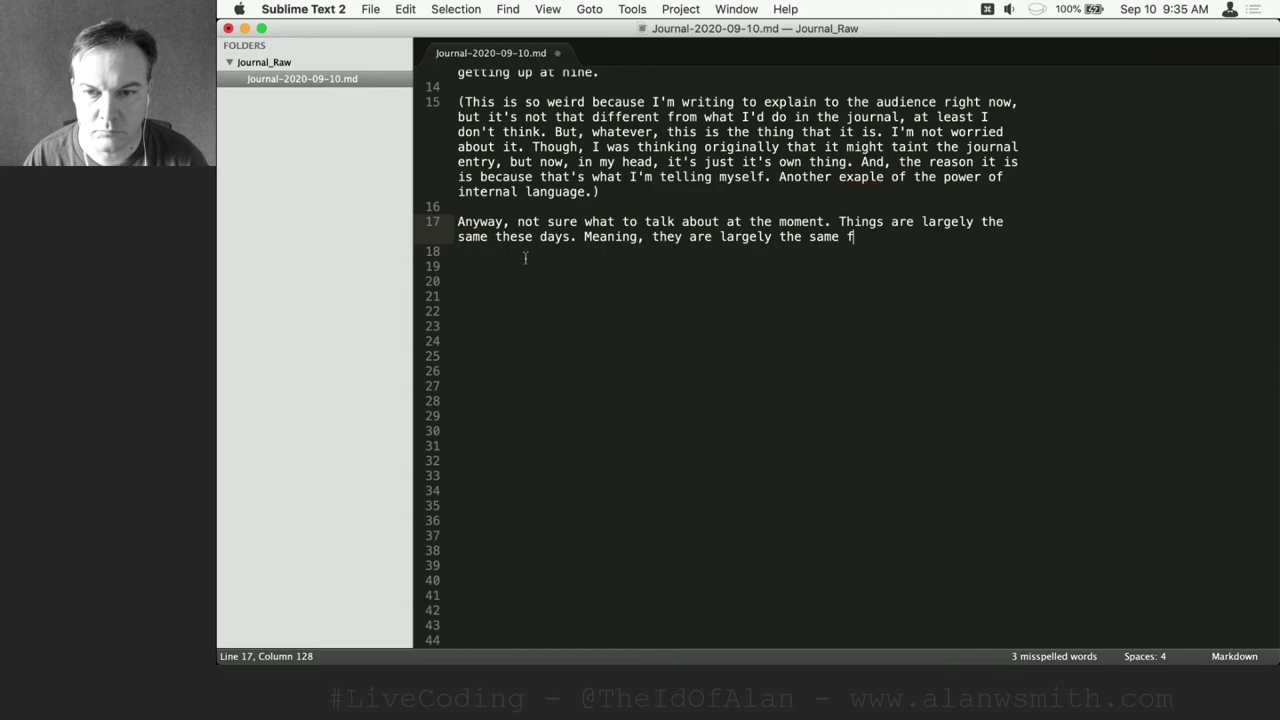 Sublime Text 2 File Edit Selection Find View Goto Tools Project Window Help 100% Sep 10 9:35 AM
Journal-2020-09-10.md — Journal_Raw
FOLDERS
Journal_Raw
Journal-2020-09-10.md
Journal-2020-09-10.md
getting up at nine.
14
15 (This is so weird because I'm writing to explain to the audience right now,
but it's not that different from what I'd do in the journal, at least I
don't think. But, whatever, this is the thing that it is. I'm not worried
about it. Though, I was thinking originally that it might taint the journal
entry, but now, in my head, it's just it's own thing. And, the reason it is
is because that's what I'm telling myself. Another exaple of the power of
internal language.)
16
17 Anyway, not sure what to talk about at the moment. Things are largely the
same these days. Meaning, they are largely the same f
18
19
20
21
22
23
24
25
26
27
28
29
30
31
32
33
34
35
36
37
38
39
40
41
42
43
44
Line 17, Column 128 3 misspelled words Spaces: 4 Markdown
#LiveCoding - @TheIdOfAlan - www.alanwsmith.com